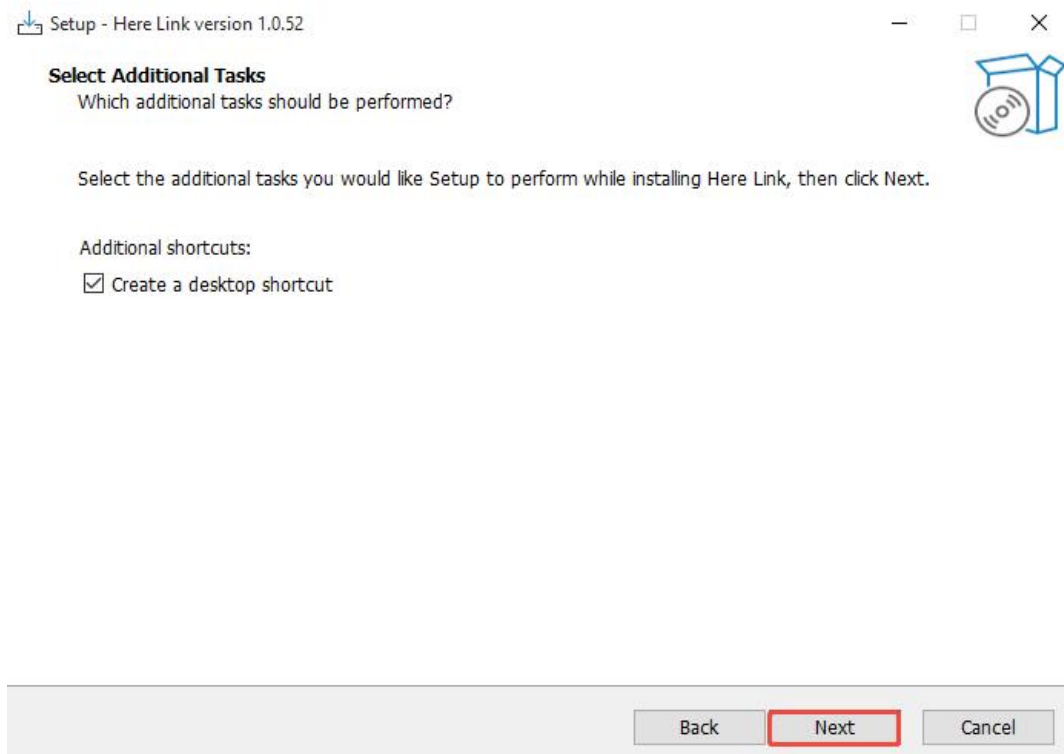 Setup - Here Link version 1.0.52
Select Additional Tasks
Which additional tasks should be performed?
Select the additional tasks you would like Setup to perform while installing Here Link, then click Next.
Additional shortcuts:
Create a desktop shortcut
Back Next Cancel